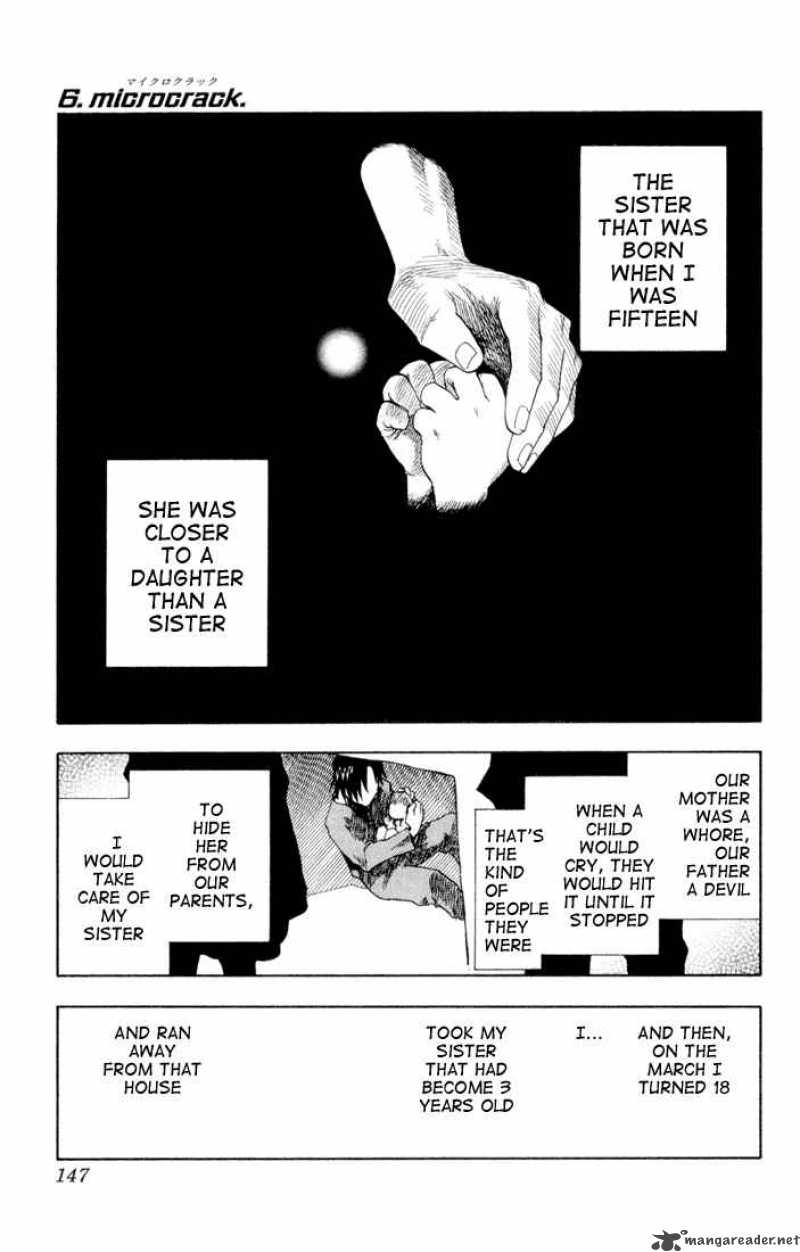 マイクロクラック
6. microcrack.
THE
SISTER
THAT WAS
BORN
WHEN I
WAS
FIFTEEN
SHE WAS
CLOSER
TO A
DAUGHTER
THAN A
SISTER
OUR
MOTHER
WAS A
WHORE,
OUR
FATHER
A DEVIL
WHEN A
CHILD
WOULD
CRY, THEY
WOULD HIT
IT UNTIL IT
STOPPED
THAT'S
THE
KIND
OF
PEOPLE
THEY
WERE
TO
HIDE
HER
FROM
OUR
PARENTS,
I
WOULD
TAKE
CARE OF
MY
SISTER
AND THEN,
ON THE
MARCH I
TURNED 18
I...
TOOK MY
SISTER
THAT HAD
BECOME 3
YEARS OLD
AND RAN
AWAY
FROM THAT
HOUSE
147
mangareader.net